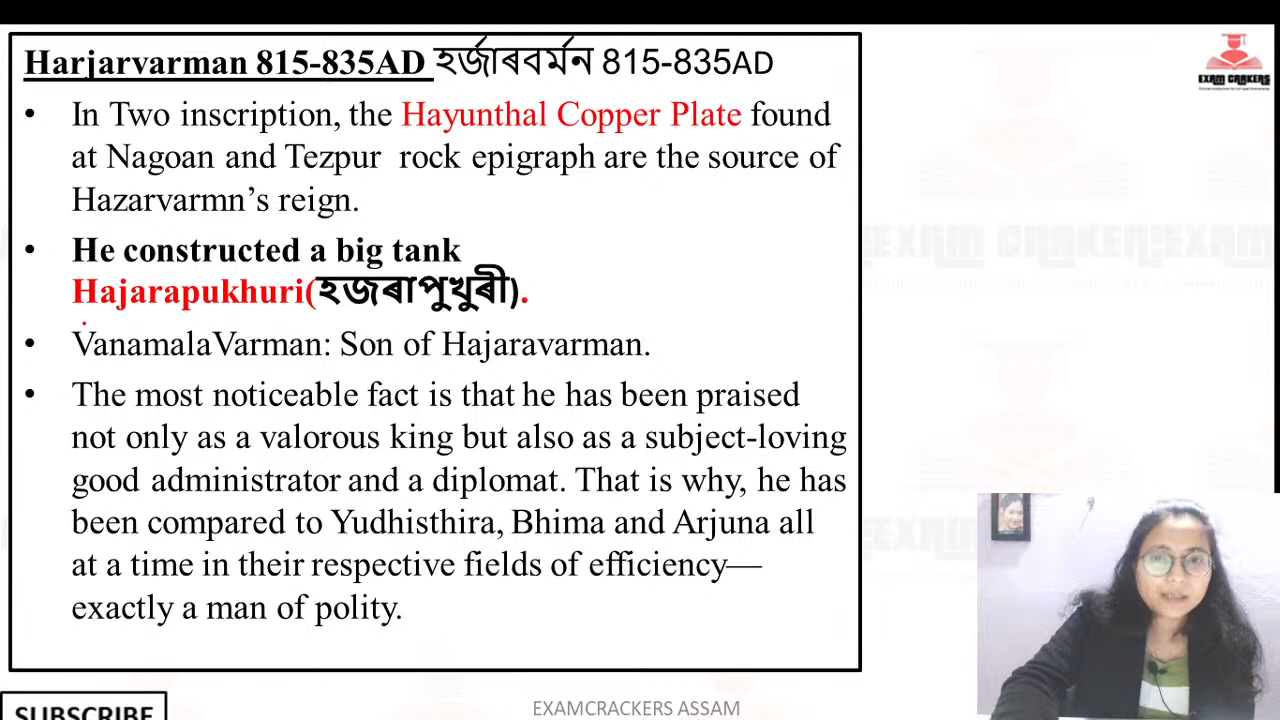 Harjarvarman 815-835AD হৰ্জাৰবৰ্মন 815-835AD
EXAM CRAKERS
• In Two inscription, the Hayunthal Copper Plate found
at Nagoan and Tezpur rock epigraph are the source of
Hazarvarmn’s reign.
• He constructed a big tank
Hajarapukhuri(হজৰাপুখুৰী).
• VanamalaVarman: Son of Hajaravarman.
• The most noticeable fact is that he has been praised
not only as a valorous king but also as a subject-loving
good administrator and a diplomat. That is why, he has
been compared to Yudhisthira, Bhima and Arjuna all
at a time in their respective fields of efficiency—
exactly a man of polity.
SUBSCRIBE
EXAMCRACKERS ASSAM